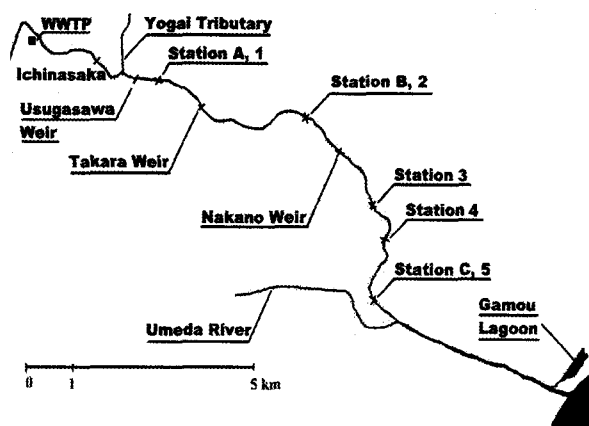 WWTP
Yogai Tributary
Station A, 1
Ichinasaka
Station B, 2
Usugasawa
Weir
Takara Weir
Station 3
Nakano Weir
Station 4
Station C, 5
Gamou
Lagoon
Umeda River
0 1 5 km